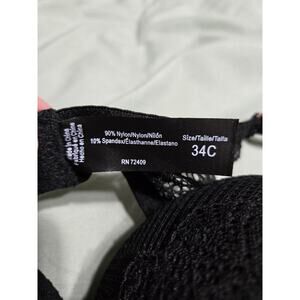 Made in China
Fabriqué en Chine
Hecho en China
90% Nylon/Nylon/Nilón
10% Spandex/Élasthanne/Elastano
RN 72409
Size/Taille/Talla
34C